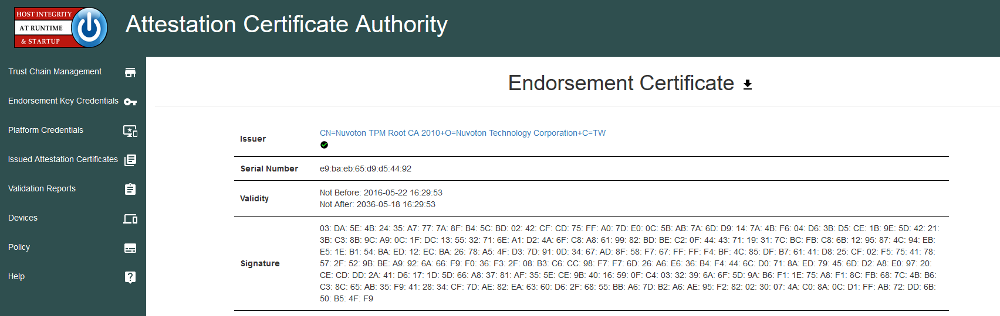 HOST INTEGRITY
AT RUNTIME
& STARTUP
Attestation Certificate Authority
Trust Chain Management
Endorsement Key Credentials
Platform Credentials
Issued Attestation Certificates
Validation Reports
Devices
Policy
Help
Endorsement Certificate
Issuer
CN=Nuvoton TPM Root CA 2010+O=Nuvoton Technology Corporation+C=TW
Serial Number
e9:ba:eb:65:d9:d5:44:92
Validity
Not Before: 2016-05-22 16:29:53
Not After: 2036-05-18 16:29:53
Signature
03: DA: 5E: 4B: 24: 35: A7: 77: 7A: 8F: B4: 5C: BD: 02: 42: CF: CD: 75: FF: A0: 7D: E0: 0C: 5B: AB: 7A: 6D: D9: 14: 7A: 4B: F6: 04: D6: 3B: D5: CE: 1B: 9E: 5D: 42: 21:
3B: C3: 8B: 9C: A9: 0C: 1F: DC: 13: 55: 32: 71: 6E: A1: D2: 4A: 6F: C8: A8: 61: 99: 82: BD: BE: C2: 0F: 44: 43: 71: 19: 31: 7C: BC: FB: C8: 6B: 12: 95: 87: 4C: 94: EB:
E5: 1E: B1: 54: BA: ED: 12: EC: BA: 26: 78: A5: 4F: D3: 7D: 91: 0D: 34: 67: AD: 8F: 58: F7: 67: FF: FF: F4: BF: 4C: 85: DF: B7: 61: 41: D8: 25: CF: 02: F5: 75: 41: 78:
57: 2F: 52: 9B: BE: A9: 92: 6A: 66: F9: F0: 36: F3: 2F: 08: B3: C6: CC: 98: F7: F7: 6D: 26: A6: E6: 36: B4: F4: 44: 6C: D0: 71: 8A: ED: 79: 45: 6D: D2: A8: E0: 97: 20:
CE: CD: DD: 2A: 41: D6: 17: 1D: 5D: 66: A8: 37: 81: AF: 35: 5E: CE: 9B: 40: 16: 59: 0F: C4: 03: 32: 39: 6A: 6F: 5D: 9A: B6: F1: 1E: 75: A8: F1: 8C: FB: 68: 7C: 4B: B6:
C3: 8C: 65: AB: 35: F9: 41: 28: 34: CF: 7D: AE: 82: EA: 63: 60: D6: 2F: 68: 55: BB: A6: 7D: B2: A6: AE: 95: F2: 82: 02: 30: 07: 4A: C0: 8A: 0C: D1: FF: AB: 72: DD: 6B:
50: B5: 4F: F9